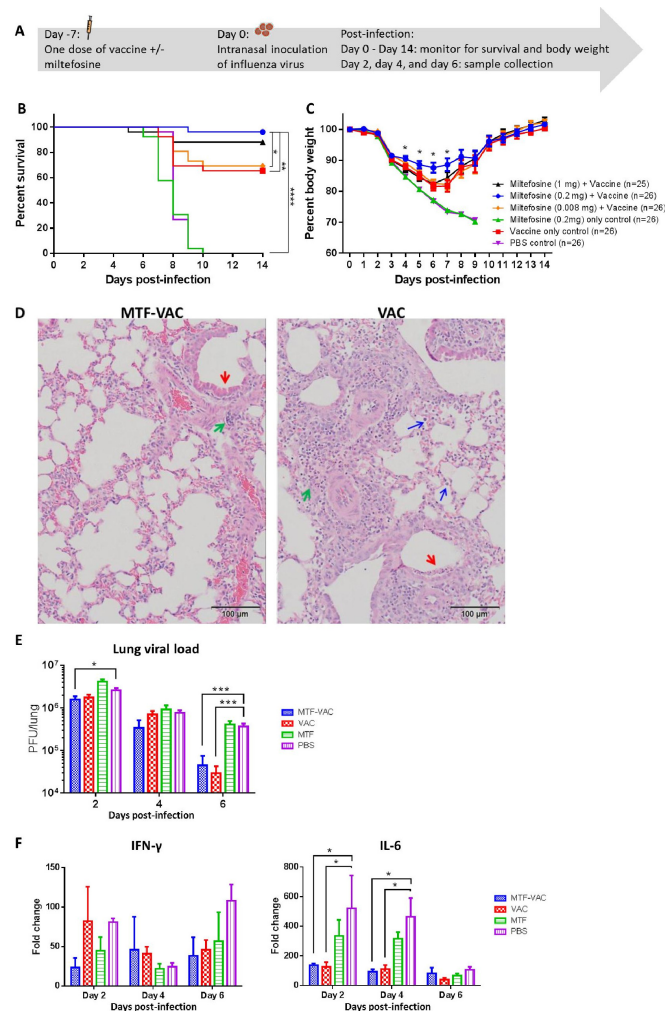 A
Day -7:
One dose of vaccine +/-
miltefosine
Day 0:
Intranasal inoculation
of influenza virus
Post-infection:
Day 0 - Day 14: monitor for survival and body weight
Day 2, day 4, and day 6: sample collection
B
Percent survival
100
80
60
40
20
0
0 2 4 6 8 10 12 14
Days post-infection
*
**
****
C
Percent body weight
100
90
80
70
60
* * * *
0 1 2 3 4 5 6 7 8 9 10 11 12 13 14
Days post-infection
Miltefosine (1 mg) + Vaccine (n=25)
Miltefosine (0.2 mg) + Vaccine (n=26)
Miltefosine (0.008 mg) + Vaccine (n=26)
Miltefosine (0.2mg) only control (n=26)
Vaccine only control (n=26)
PBS control (n=26)
D
MTF-VAC
100 μm
VAC
100 μm
E
Lung viral load
PFU/lung
10⁷
10⁶
10⁵
10⁴
*
***
***
2 4 6
Days post-infection
MTF-VAC
VAC
MTF
PBS
F
IFN-γ
Fold change
150
100
50
0
Day 2 Day 4 Day 6
Days post-infection
IL-6
Fold change
800
600
400
200
0
*
*
*
*
Day 2 Day 4 Day 6
Days post-infection
MTF-VAC
VAC
MTF
PBS